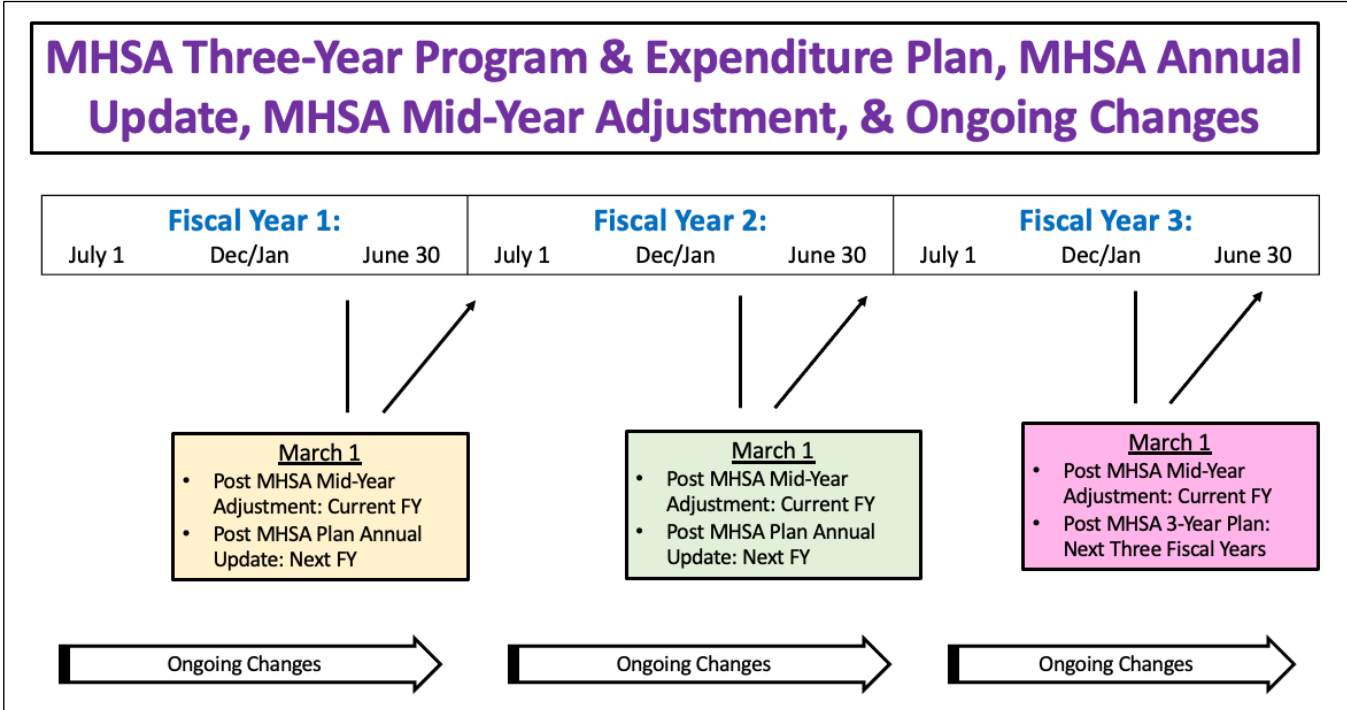 MHSA Three-Year Program & Expenditure Plan, MHSA Annual
Update, MHSA Mid-Year Adjustment, & Ongoing Changes
Fiscal Year 1:
July 1 Dec/Jan June 30
Fiscal Year 2:
July 1 Dec/Jan June 30
Fiscal Year 3:
July 1 Dec/Jan June 30
March 1
• Post MHSA Mid-Year
Adjustment: Current FY
• Post MHSA Plan Annual
Update: Next FY
March 1
• Post MHSA Mid-Year
Adjustment: Current FY
• Post MHSA Plan Annual
Update: Next FY
March 1
• Post MHSA Mid-Year
Adjustment: Current FY
• Post MHSA 3-Year Plan:
Next Three Fiscal Years
Ongoing Changes
Ongoing Changes
Ongoing Changes